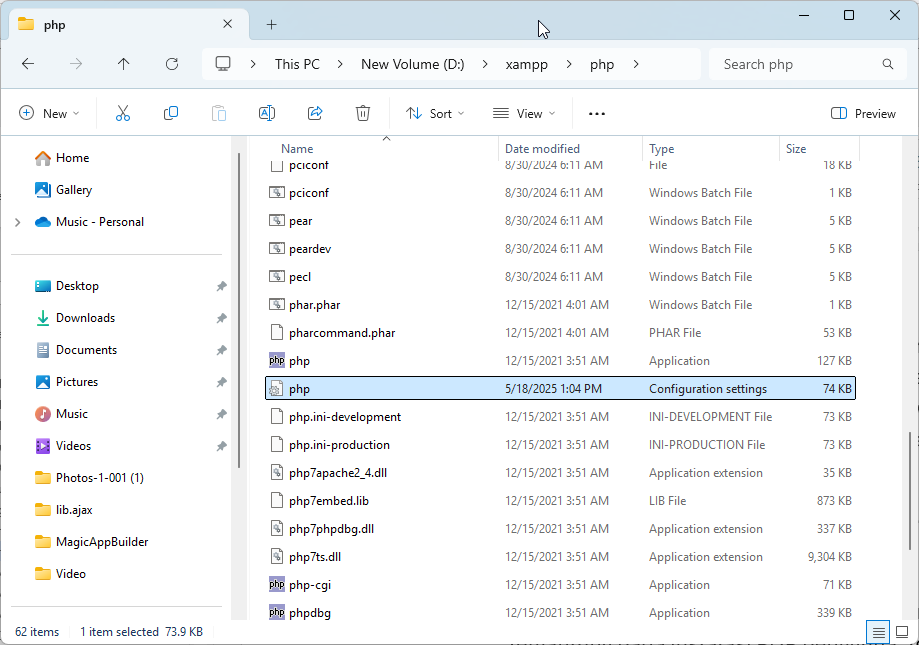 php
This PC
New Volume (D:)
xampp
php
Search php
New
Sort
View
Preview
Home
Gallery
Music - Personal
Desktop
Downloads
Documents
Pictures
Music
Videos
Photos-1-001 (1)
lib.ajax
MagicAppBuilder
Video
Name Date modified Type Size
pciconf 8/30/2024 6:11 AM File 18 KB
pciconf 8/30/2024 6:11 AM Windows Batch File 1 KB
pear 8/30/2024 6:11 AM Windows Batch File 5 KB
peardev 8/30/2024 6:11 AM Windows Batch File 5 KB
pecl 8/30/2024 6:11 AM Windows Batch File 5 KB
phar.phar 12/15/2021 4:01 AM Windows Batch File 1 KB
pharcommand.phar 12/15/2021 4:01 AM PHAR File 53 KB
php php 12/15/2021 3:51 AM Application 127 KB
php 5/18/2025 1:04 PM Configuration settings 74 KB
php.ini-development 12/15/2021 3:51 AM INI-DEVELOPMENT File 73 KB
php.ini-production 12/15/2021 3:51 AM INI-PRODUCTION File 73 KB
php7apache2_4.dll 12/15/2021 3:51 AM Application extension 35 KB
php7embed.lib 12/15/2021 3:51 AM LIB File 873 KB
php7phpdbg.dll 12/15/2021 3:51 AM Application extension 337 KB
php7ts.dll 12/15/2021 3:51 AM Application extension 9,304 KB
php php-cgi 12/15/2021 3:51 AM Application 71 KB
php phpdbg 12/15/2021 3:51 AM Application 339 KB
62 items 1 item selected 73.9 KB